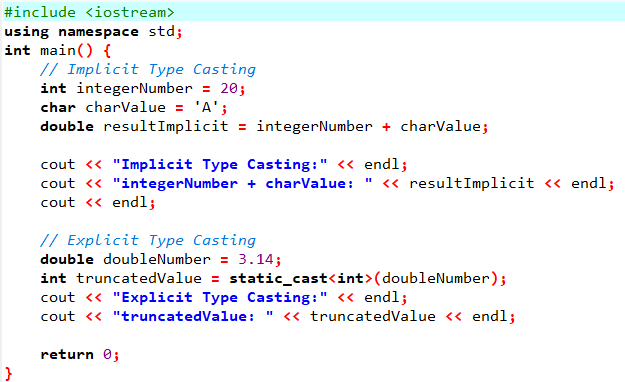 #include <iostream>
using namespace std;
int main() {
    // Implicit Type Casting
    int integerNumber = 20;
    char charValue = 'A';
    double resultImplicit = integerNumber + charValue;

    cout << "Implicit Type Casting:" << endl;
    cout << "integerNumber + charValue: " << resultImplicit << endl;
    cout << endl;

    // Explicit Type Casting
    double doubleNumber = 3.14;
    int truncatedValue = static_cast<int>(doubleNumber);
    cout << "Explicit Type Casting:" << endl;
    cout << "truncatedValue: " << truncatedValue << endl;

    return 0;
}